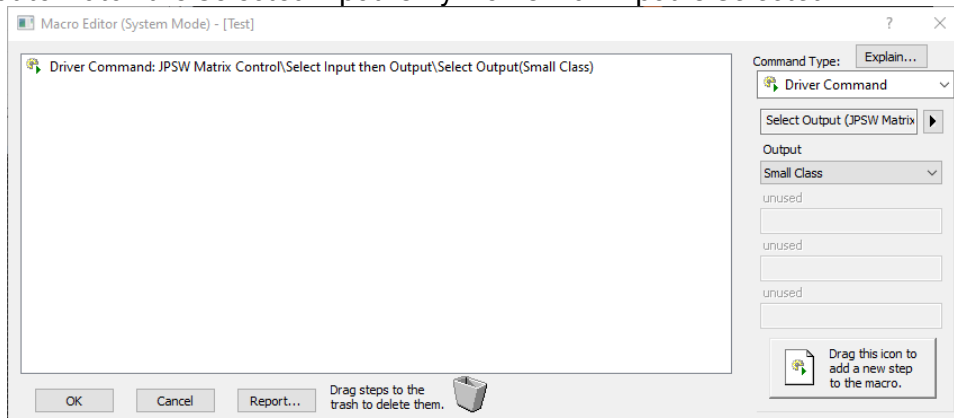 Macro Editor (System Mode) - [Test]
? ×
Driver Command: JPSW Matrix Control\Select Input then Output\Select Output(Small Class)
Command Type: Explain...
Driver Command
Select Output (JPSW Matrix
Output
Small Class
unused
unused
unused
Drag this icon to
add a new step
to the macro.
OK Cancel Report...
Drag steps to the
trash to delete them.